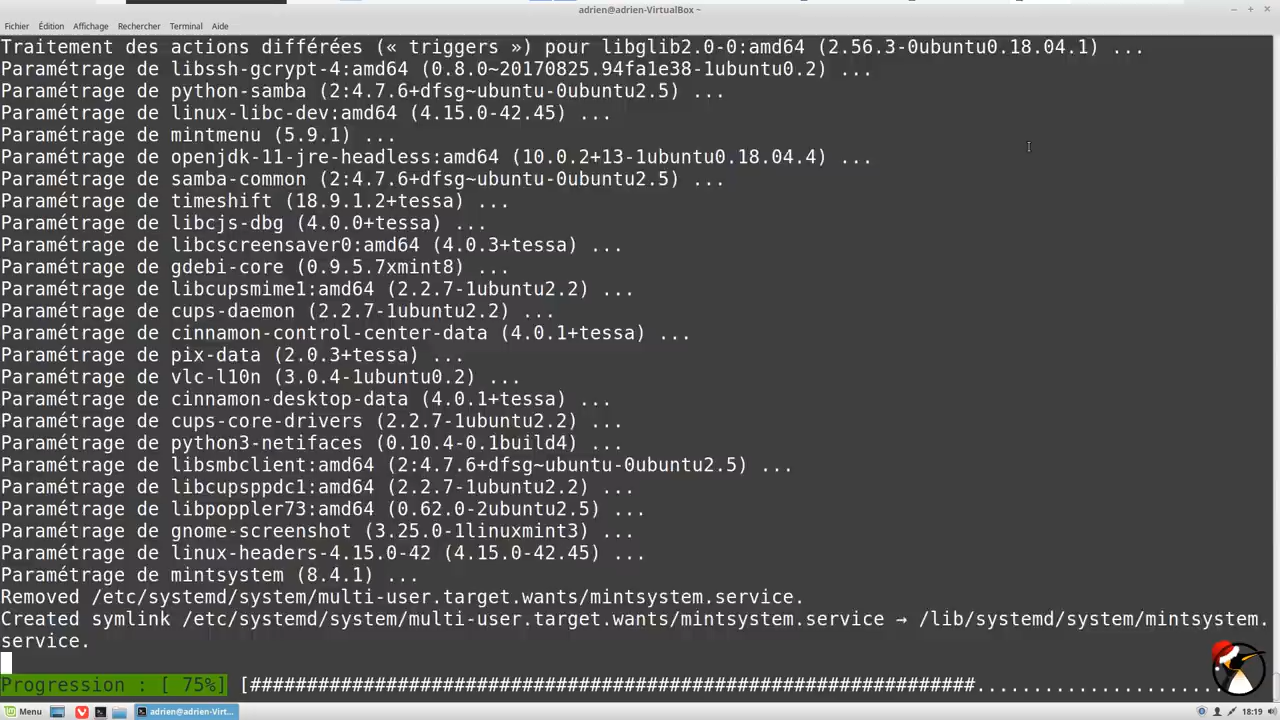 adrien@adrien-VirtualBox ~
Fichier Édition Affichage Rechercher Terminal Aide
Traitement des actions différées (« triggers ») pour libglib2.0-0:amd64 (2.56.3-0ubuntu0.18.04.1) ...
Paramétrage de libssh-gcrypt-4:amd64 (0.8.0~20170825.94fa1e38-1ubuntu0.2) ...
Paramétrage de python-samba (2:4.7.6+dfsg~ubuntu-0ubuntu2.5) ...
Paramétrage de linux-libc-dev:amd64 (4.15.0-42.45) ...
Paramétrage de mintmenu (5.9.1) ...
Paramétrage de openjdk-11-jre-headless:amd64 (10.0.2+13-1ubuntu0.18.04.4) ...
Paramétrage de samba-common (2:4.7.6+dfsg~ubuntu-0ubuntu2.5) ...
Paramétrage de timeshift (18.9.1.2+tessa) ...
Paramétrage de libcjs-dbg (4.0.0+tessa) ...
Paramétrage de libcscreensaver0:amd64 (4.0.3+tessa) ...
Paramétrage de gdebi-core (0.9.5.7xmint8) ...
Paramétrage de libcupsmime1:amd64 (2.2.7-1ubuntu2.2) ...
Paramétrage de cups-daemon (2.2.7-1ubuntu2.2) ...
Paramétrage de cinnamon-control-center-data (4.0.1+tessa) ...
Paramétrage de pix-data (2.0.3+tessa) ...
Paramétrage de vlc-l10n (3.0.4-1ubuntu0.2) ...
Paramétrage de cinnamon-desktop-data (4.0.1+tessa) ...
Paramétrage de cups-core-drivers (2.2.7-1ubuntu2.2) ...
Paramétrage de python3-netifaces (0.10.4-0.1build4) ...
Paramétrage de libsmbclient:amd64 (2:4.7.6+dfsg~ubuntu-0ubuntu2.5) ...
Paramétrage de libcupsppdc1:amd64 (2.2.7-1ubuntu2.2) ...
Paramétrage de libpoppler73:amd64 (0.62.0-2ubuntu2.5) ...
Paramétrage de gnome-screenshot (3.25.0-1linuxmint3) ...
Paramétrage de linux-headers-4.15.0-42 (4.15.0-42.45) ...
Paramétrage de mintsystem (8.4.1) ...
Removed /etc/systemd/system/multi-user.target.wants/mintsystem.service.
Created symlink /etc/systemd/system/multi-user.target.wants/mintsystem.service → /lib/systemd/system/mintsystem.
service.
Progression : [ 75%] [################################################################......................
Menu adrien@adrien-Virt... 18:19